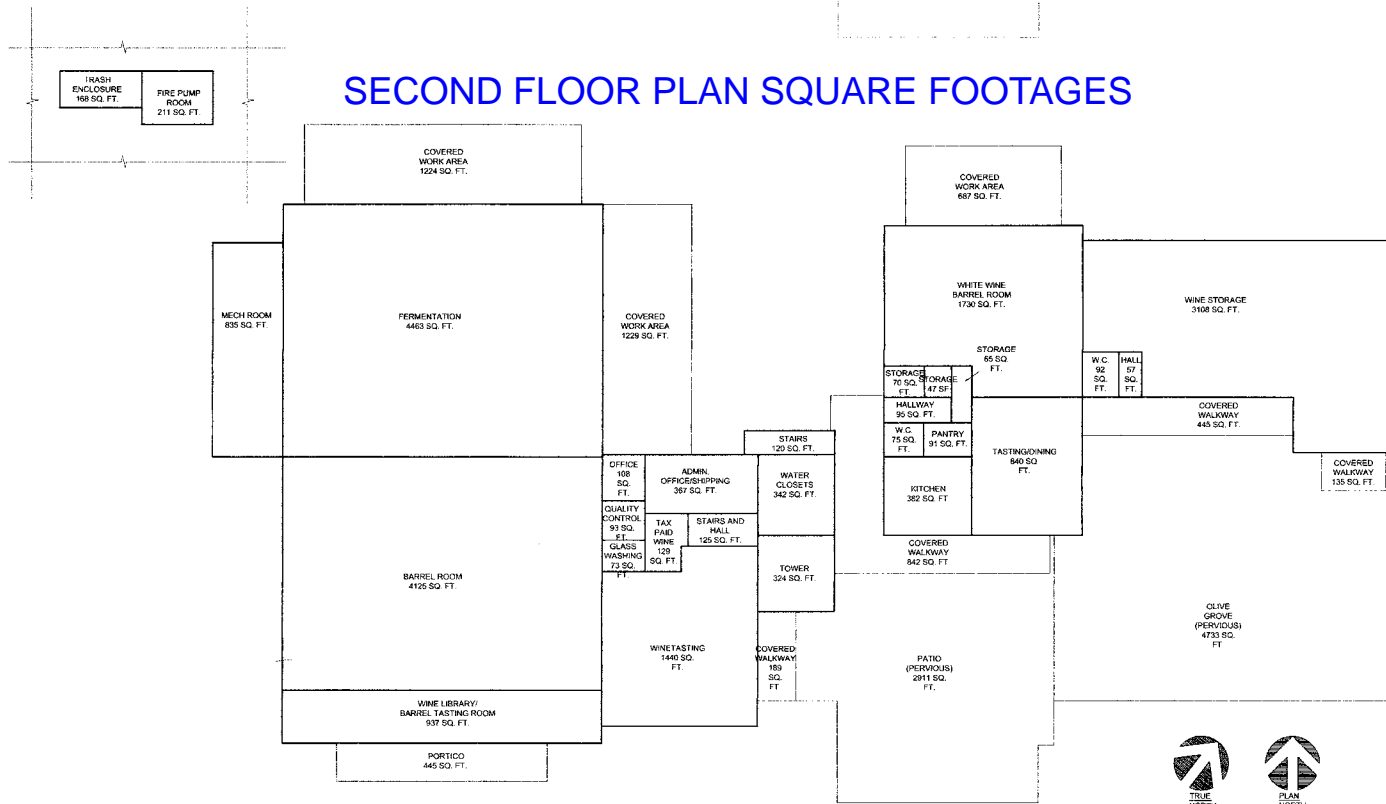 SECOND FLOOR PLAN SQUARE FOOTAGES
TRASH
ENCLOSURE
168 SQ. FT.
FIRE PUMP
ROOM
211 SQ. FT.
COVERED
WORK AREA
1224 SQ. FT.
COVERED
WORK AREA
687 SQ. FT.
MECH ROOM
835 SQ. FT.
FERMENTATION
4463 SQ. FT.
COVERED
WORK AREA
1229 SQ. FT.
WHITE WINE
BARREL ROOM
1730 SQ. FT.
WINE STORAGE
3108 SQ. FT.
STORAGE
65 SQ.
FT.
STORAGE
70 SQ.
FT.
STORAGE
47 SF
W.C.
92
SQ.
FT.
HALL
57
SQ.
FT.
HALLWAY
95 SQ. FT.
W.C.
75 SQ.
FT.
PANTRY
91 SQ. FT.
TASTING/DINING
840 SQ
FT.
COVERED
WALKWAY
445 SQ. FT.
COVERED
WALKWAY
135 SQ. FT.
KITCHEN
382 SQ. FT
STAIRS
120 SQ. FT.
OFFICE
108
SQ.
FT.
ADMIN.
OFFICE/SHIPPING
367 SQ. FT.
WATER
CLOSETS
342 SQ. FT.
QUALITY
CONTROL
93 SQ.
FT.
TAX
PAID
WINE
129
SQ. FT.
STAIRS AND
HALL
125 SQ. FT.
GLASS
WASHING
73 SQ.
FT.
COVERED
WALKWAY
842 SQ. FT
BARREL ROOM
4125 SQ. FT.
TOWER
324 SQ. FT.
WINETASTING
1440 SQ.
FT.
COVERED
WALKWAY
189
SQ.
FT
PATIO
(PERVIOUS)
2911 SQ.
FT.
OLIVE
GROVE
(PERVIOUS)
4733 SQ.
FT
WINE LIBRARY/
BARREL TASTING ROOM
937 SQ. FT.
PORTICO
445 SQ. FT.
TRUE
NORTH
PLAN
NORTH